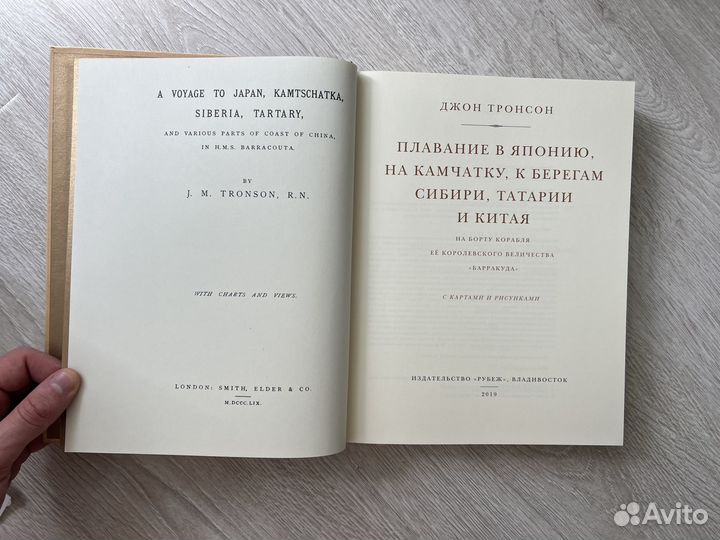 A VOYAGE TO JAPAN, KAMTSCHATKA,
SIBERIA, TARTARY,
AND VARIOUS PARTS OF COAST OF CHINA,
IN H.M.S. BARRACOUTA.
BY
J. M. TRONSON, R.N.
WITH CHARTS AND VIEWS.
LONDON: SMITH, ELDER & CO.
M.DCCC.LIX.
ДЖОН ТРОНСОН
ПЛАВАНИЕ В ЯПОНИЮ,
НА КАМЧАТКУ, К БЕРЕГАМ
СИБИРИ, ТАТАРИИ
И КИТАЯ
НА БОРТУ КОРАБЛЯ
ЕЁ КОРОЛЕВСКОГО ВЕЛИЧЕСТВА
«БАРРАКУДА»
С КАРТАМИ И РИСУНКАМИ
ИЗДАТЕЛЬСТВО «РУБЕЖ», ВЛАДИВОСТОК
2019
Avito